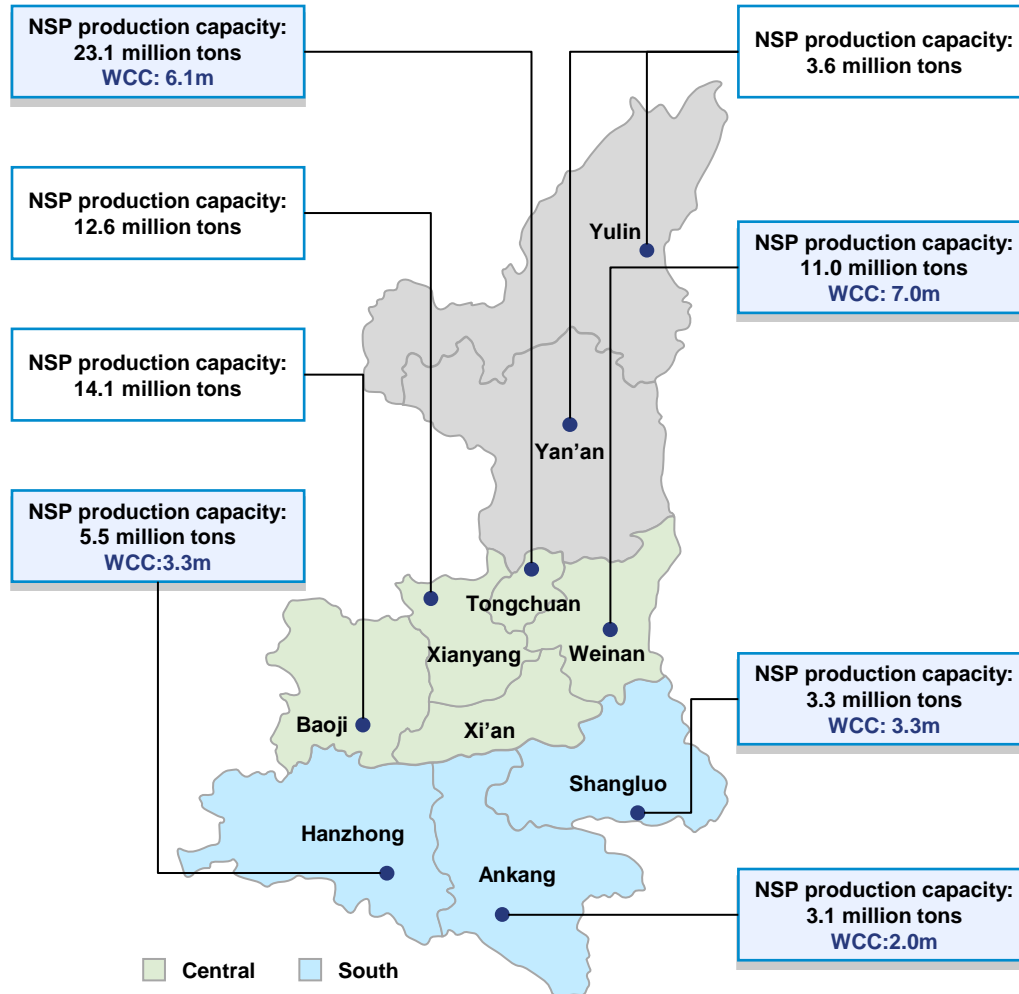 NSP production capacity:
23.1 million tons
WCC: 6.1m
NSP production capacity:
3.6 million tons
NSP production capacity:
12.6 million tons
Yulin
NSP production capacity:
11.0 million tons
WCC: 7.0m
NSP production capacity:
14.1 million tons
Yan’an
NSP production capacity:
5.5 million tons
WCC:3.3m
Tongchuan
Xianyang
Weinan
Baoji
Xi’an
NSP production capacity:
3.3 million tons
WCC: 3.3m
Shangluo
Hanzhong
Ankang
NSP production capacity:
3.1 million tons
WCC:2.0m
Central
South